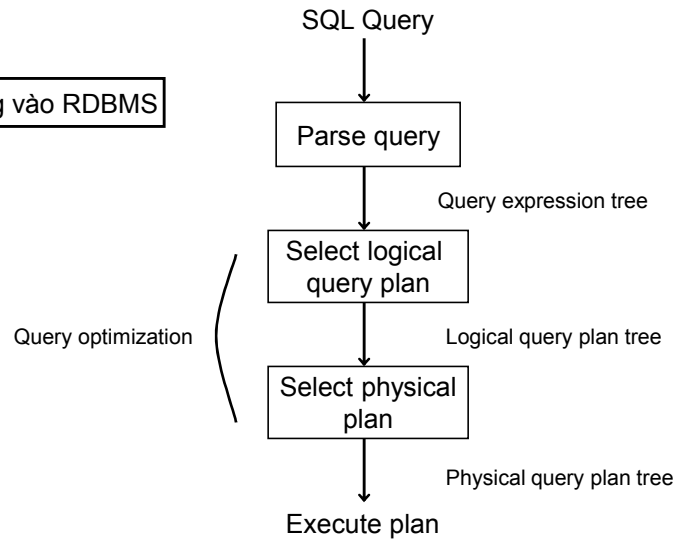 SQL Query
vào RDBMS
Parse query
Query expression tree
Select logical
query plan
Query optimization
Logical query plan tree
Select physical
plan
Physical query plan tree
Execute plan